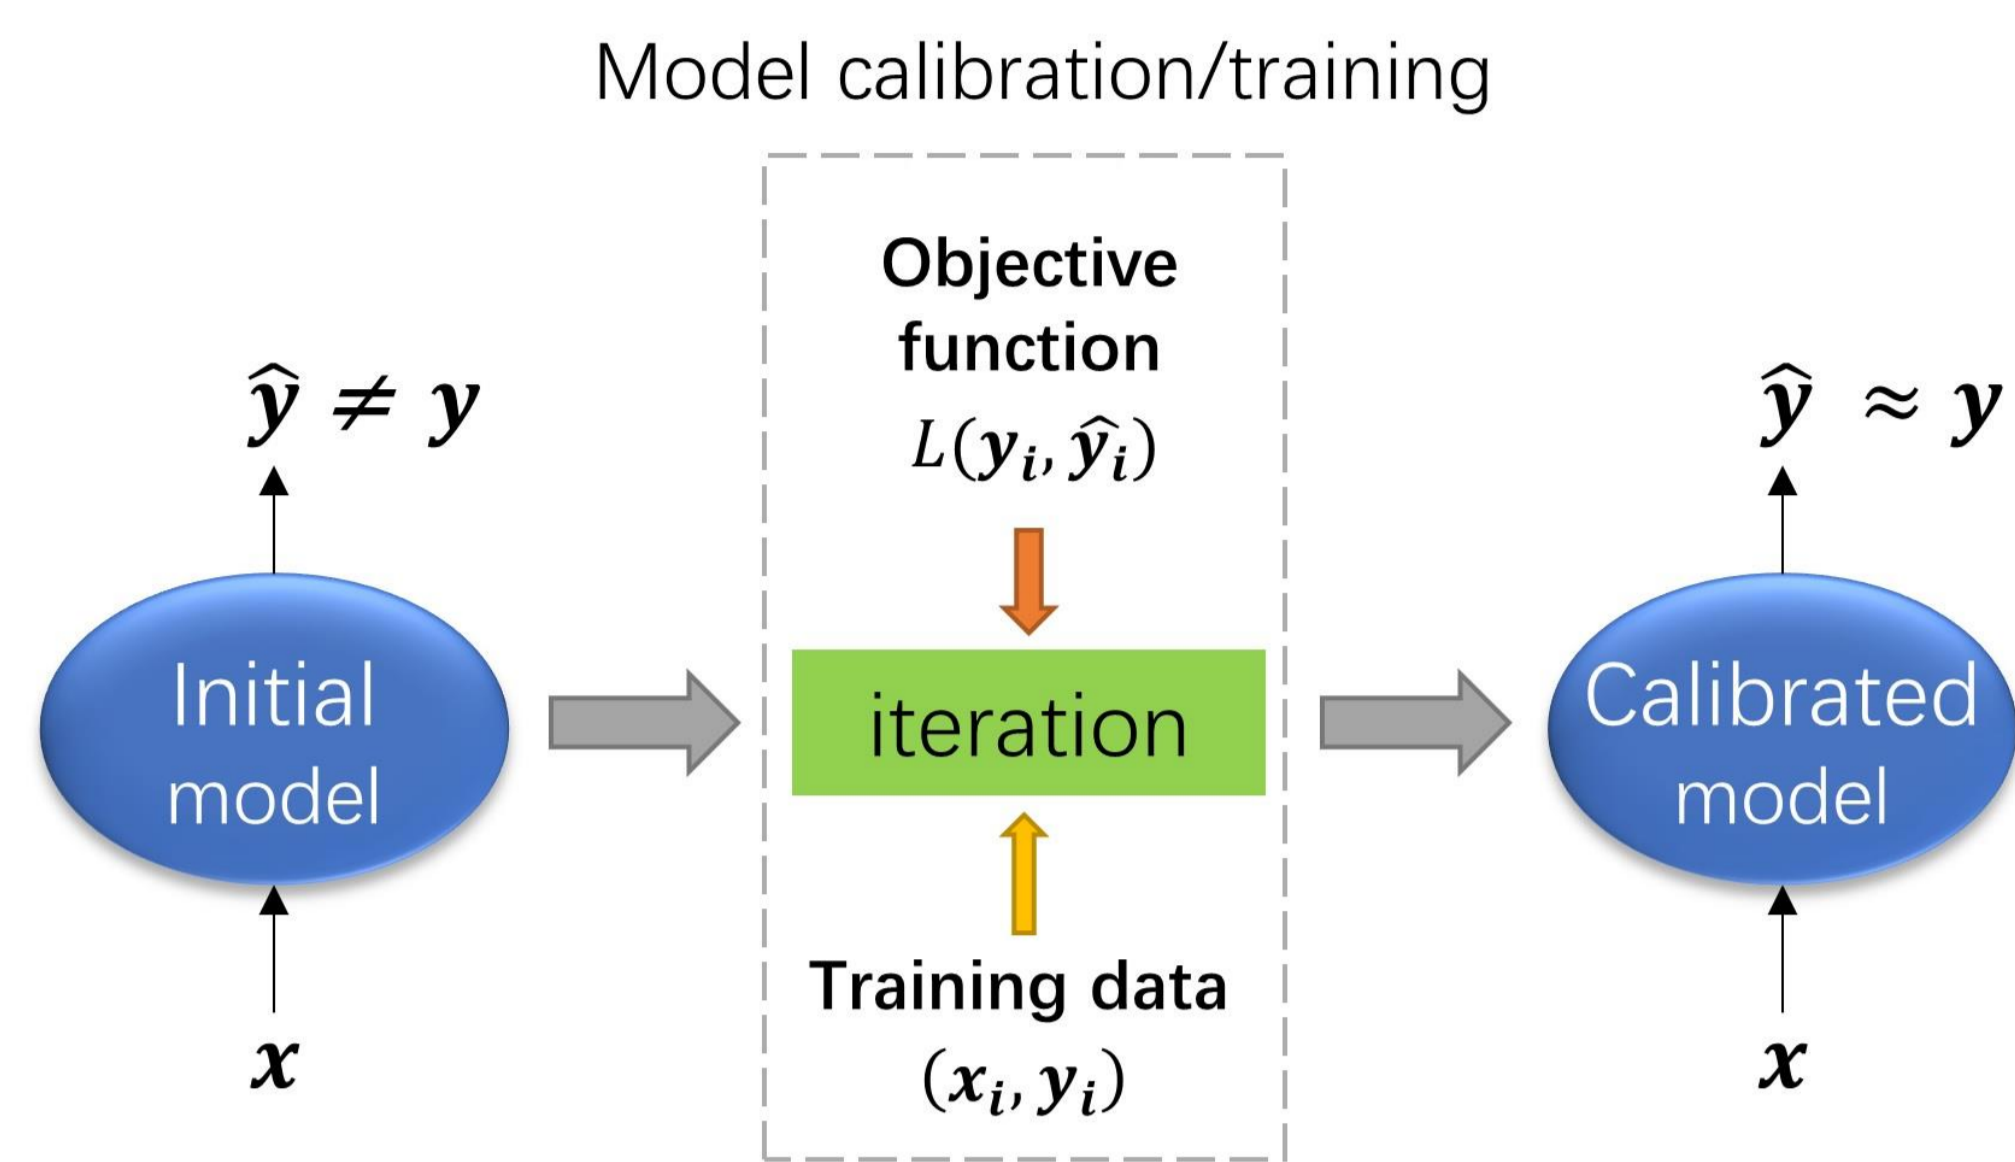 Model calibration/training
ŷ ≠ y
Initial
model
x
Objective
function
L(yᵢ, ŷᵢ)
iteration
Training data
(xᵢ, yᵢ)
ŷ ≈ y
Calibrated
model
x